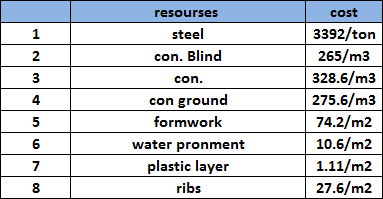 resourses cost
1 steel 3392/ton
2 con. Blind 265/m3
3 con. 328.6/m3
4 con ground 275.6/m3
5 formwork 74.2/m2
6 water pronment 10.6/m2
7 plastic layer 1.11/m2
8 ribs 27.6/m2